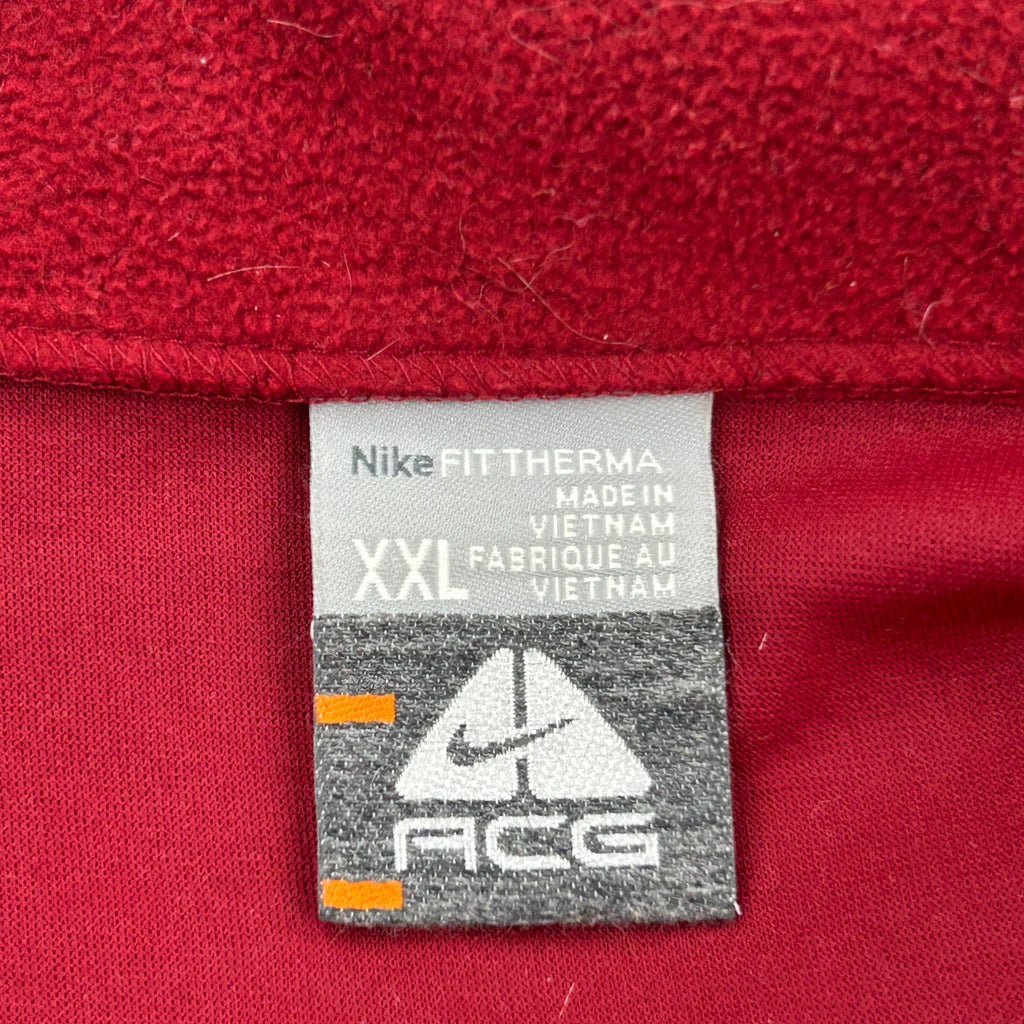 Nike FIT THERMA
MADE IN
VIETNAM
XXL
FABRIQUE AU
VIETNAM
ACG